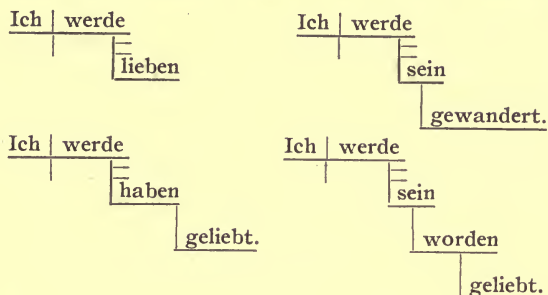 Ich werde
lieben
Ich werde
sein
gewandert.
Ich werde
haben
geliebt.
Ich werde
sein
worden
geliebt.